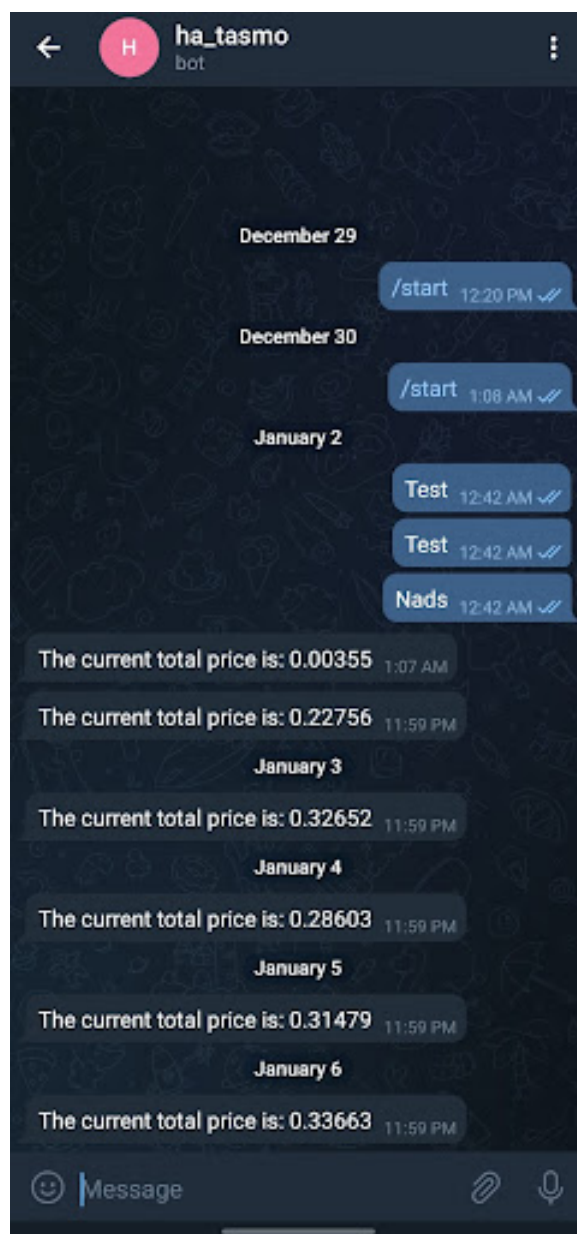 H
ha_tasmo
bot
December 29
/start 12:20 PM
December 30
/start 1:08 AM
January 2
Test 12:42 AM
Test 12:42 AM
Nads 12:42 AM
The current total price is: 0.00355 1:07 AM
The current total price is: 0.22756 11:59 PM
January 3
The current total price is: 0.32652 11:59 PM
January 4
The current total price is: 0.28603 11:59 PM
January 5
The current total price is: 0.31479 11:59 PM
January 6
The current total price is: 0.33663 11:59 PM
Message